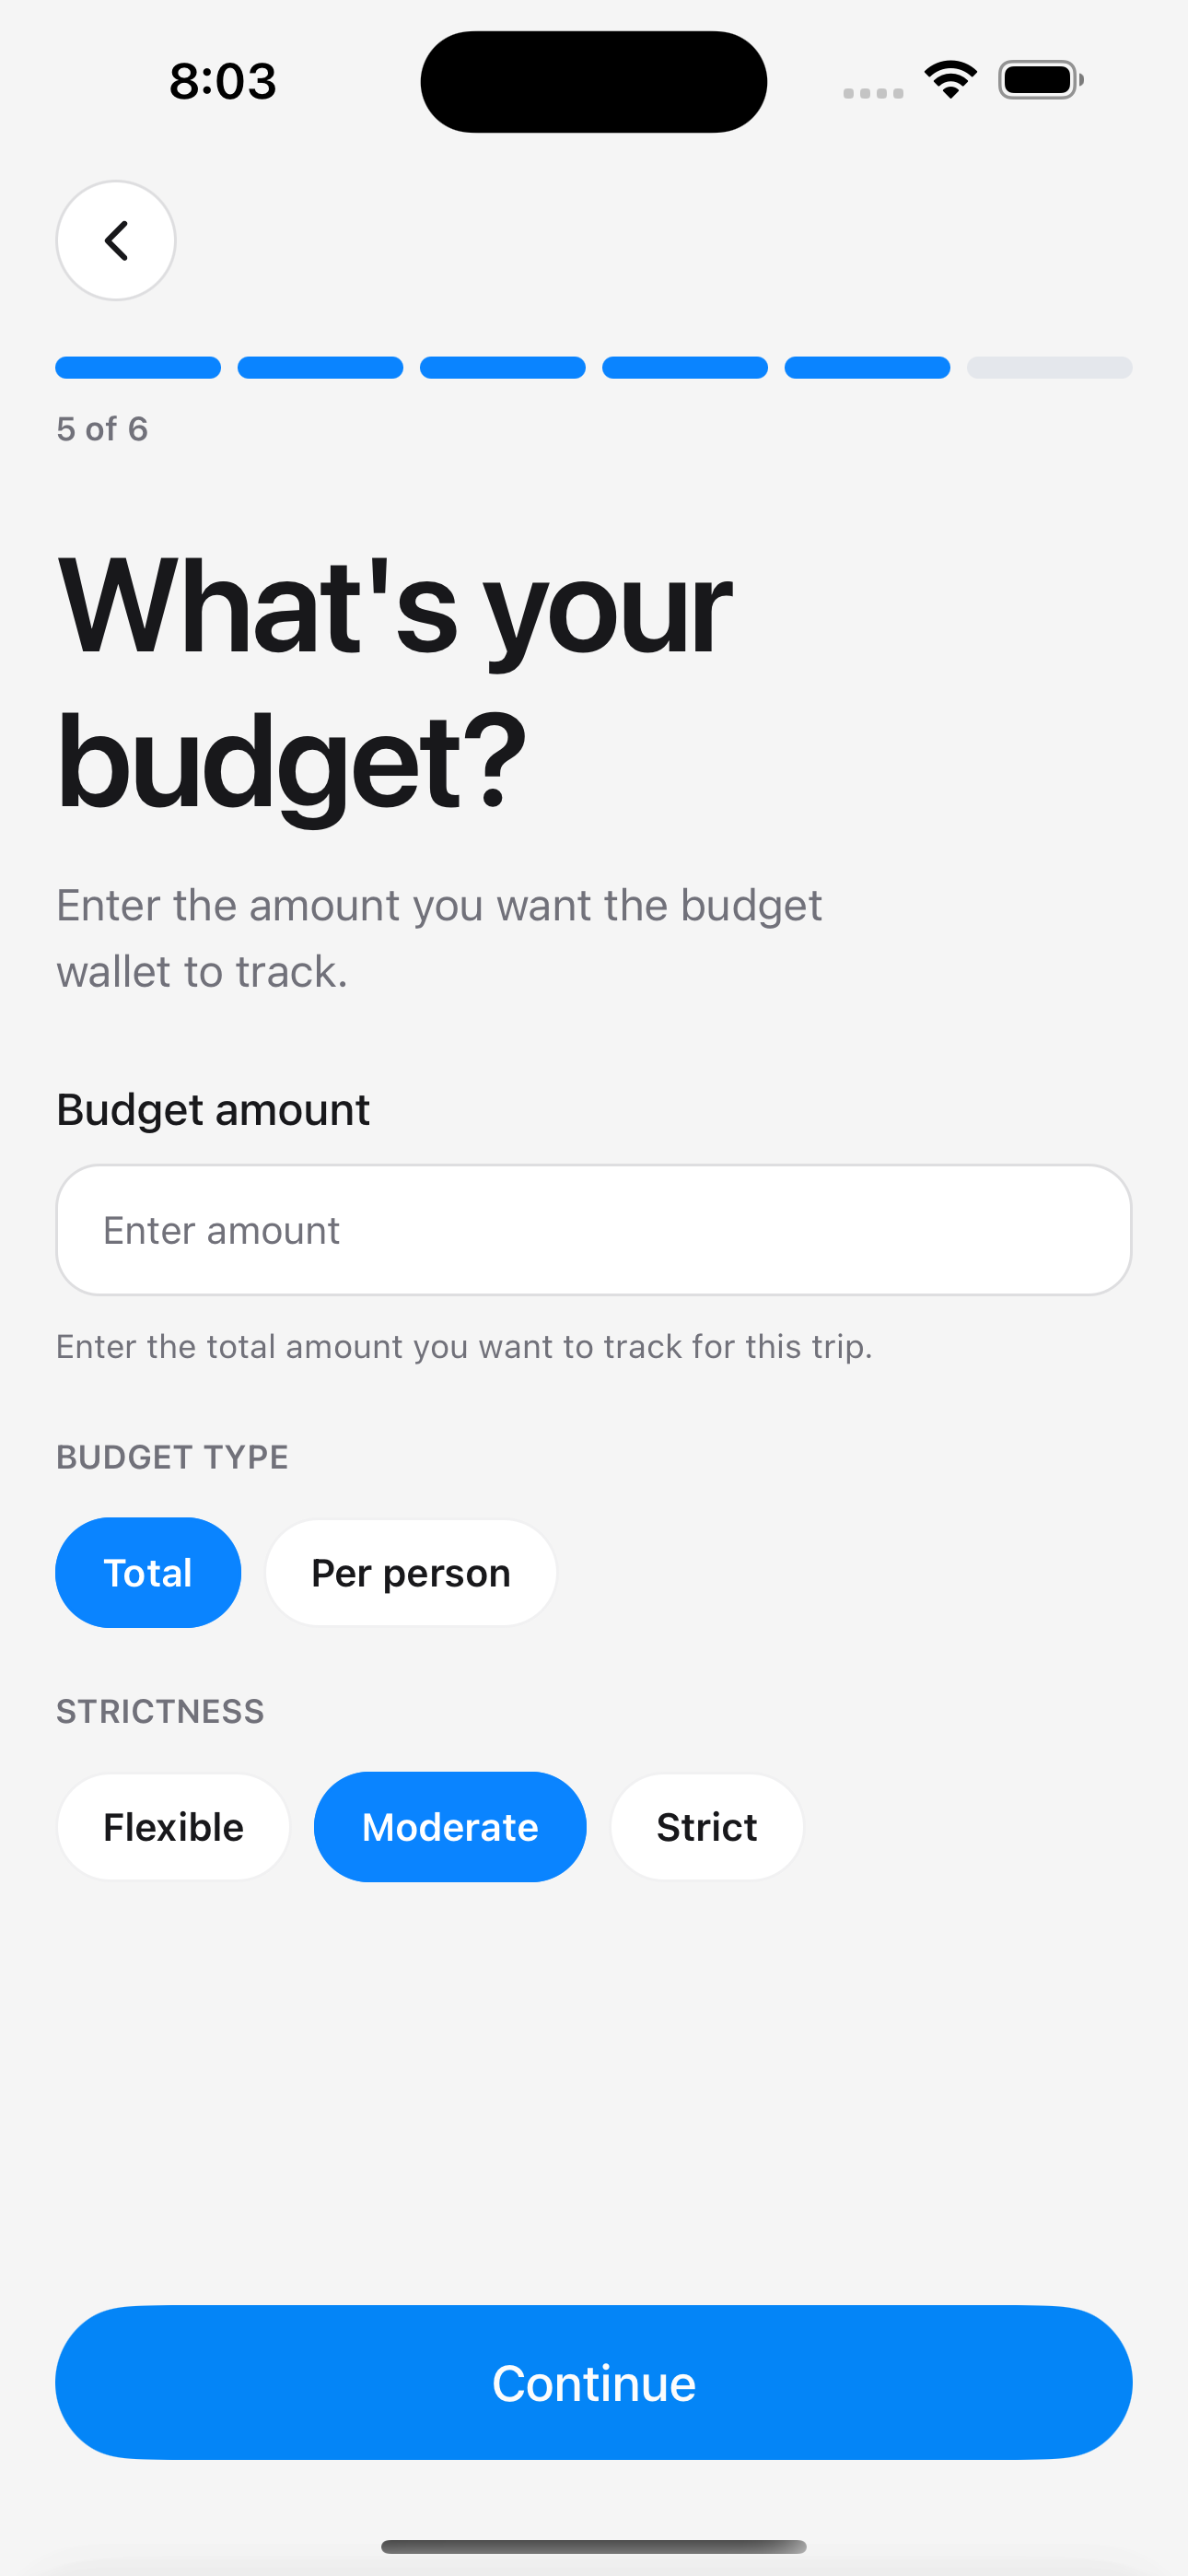 8:03
5 of 6
What's your
budget?
Enter the amount you want the budget
wallet to track.
Budget amount
Enter amount
Enter the total amount you want to track for this trip.
BUDGET TYPE
Total
Per person
STRICTNESS
Flexible
Moderate
Strict
Continue